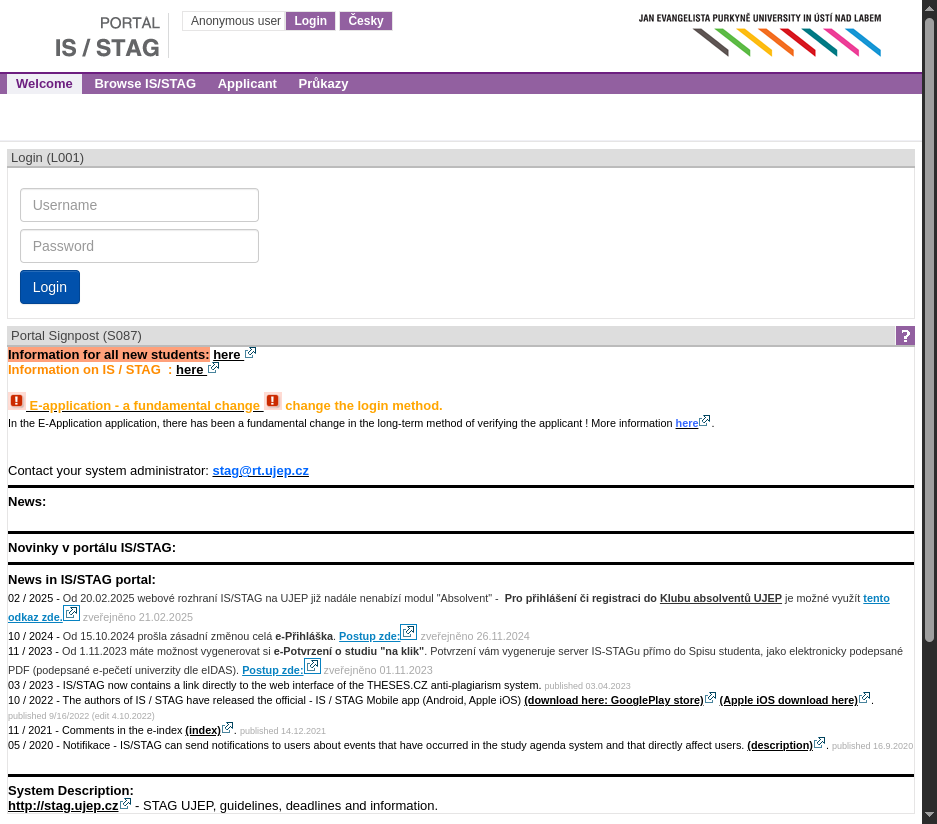 PORTAL
IS / STAG
Anonymous user Login Česky
JAN EVANGELISTA PURKYNĚ UNIVERSITY IN ÚSTÍ NAD LABEM
Welcome Browse IS/STAG Applicant Průkazy
Login (L001)
Username
Password
Login
Portal Signpost (S087) ?
Information for all new students: here
Information on IS / STAG : here
E-application - a fundamental change change the login method.
In the E-Application application, there has been a fundamental change in the long-term method of verifying the applicant ! More information here.
Contact your system administrator: stag@rt.ujep.cz
News:
Novinky v portálu IS/STAG:
News in IS/STAG portal:
02 / 2025 - Od 20.02.2025 webové rozhraní IS/STAG na UJEP již nadále nenabízí modul "Absolvent" - Pro přihlášení či registraci do Klubu absolventů UJEP je možné využít tento
odkaz zde. zveřejněno 21.02.2025
10 / 2024 - Od 15.10.2024 prošla zásadní změnou celá e-Přihláška. Postup zde: zveřejněno 26.11.2024
11 / 2023 - Od 1.11.2023 máte možnost vygenerovat si e-Potvrzení o studiu "na klik". Potvrzení vám vygeneruje server IS-STAGu přímo do Spisu studenta, jako elektronicky podepsané
PDF (podepsané e-pečetí univerzity dle eIDAS). Postup zde: zveřejněno 01.11.2023
03 / 2023 - IS/STAG now contains a link directly to the web interface of the THESES.CZ anti-plagiarism system. published 03.04.2023
10 / 2022 - The authors of IS / STAG have released the official - IS / STAG Mobile app (Android, Apple iOS) (download here: GooglePlay store) (Apple iOS download here).
published 9/16/2022 (edit 4.10.2022)
11 / 2021 - Comments in the e-index (index). published 14.12.2021
05 / 2020 - Notifikace - IS/STAG can send notifications to users about events that have occurred in the study agenda system and that directly affect users. (description). published 16.9.2020
System Description:
http://stag.ujep.cz - STAG UJEP, guidelines, deadlines and information.